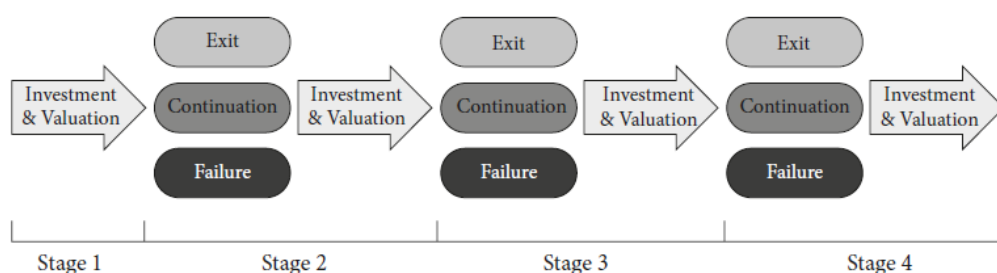 Investment
& Valuation
Exit
Continuation
Failure
Investment
& Valuation
Exit
Continuation
Failure
Investment
& Valuation
Exit
Continuation
Failure
Investment
& Valuation
Stage 1
Stage 2
Stage 3
Stage 4